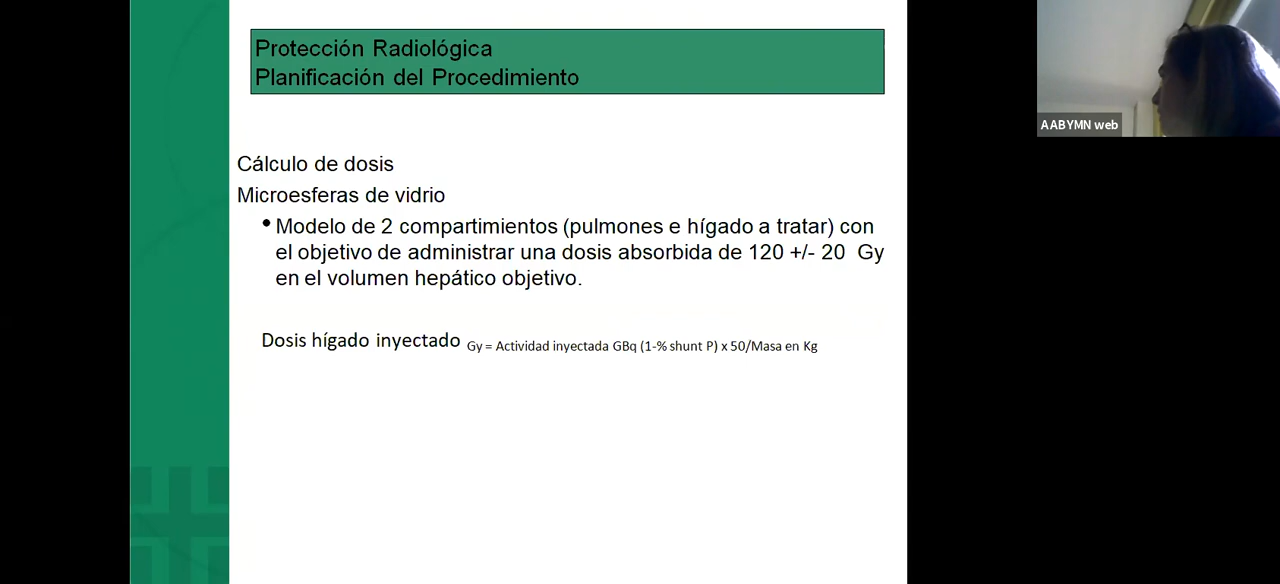 Protección Radiológica
Planificación del Procedimiento
AABYMN web
Cálculo de dosis
Microesferas de vidrio
• Modelo de 2 compartimientos (pulmones e hígado a tratar) con
el objetivo de administrar una dosis absorbida de 120 +/- 20 Gy
en el volumen hepático objetivo.
Dosis hígado inyectado Gy = Actividad inyectada GBq (1-% shunt P) x 50/Masa en Kg